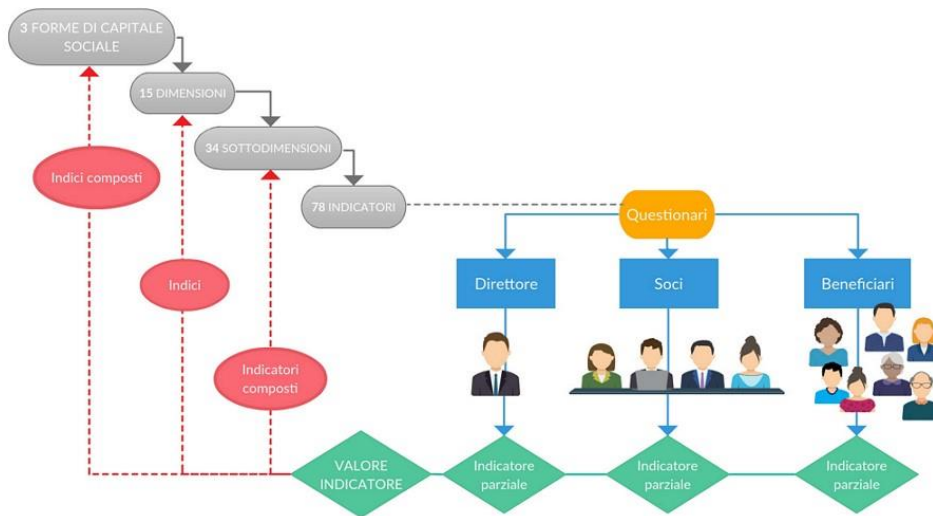 3 FORME DI CAPITALE
SOCIALE
15 DIMENSIONI
34 SOTTODIMENSIONI
78 INDICATORI
Indici composti
Indici
Indicatori
composti
Questionari
Direttore
Soci
Beneficiari
VALORE
INDICATORE
Indicatore
parziale
Indicatore
parziale
Indicatore
parziale